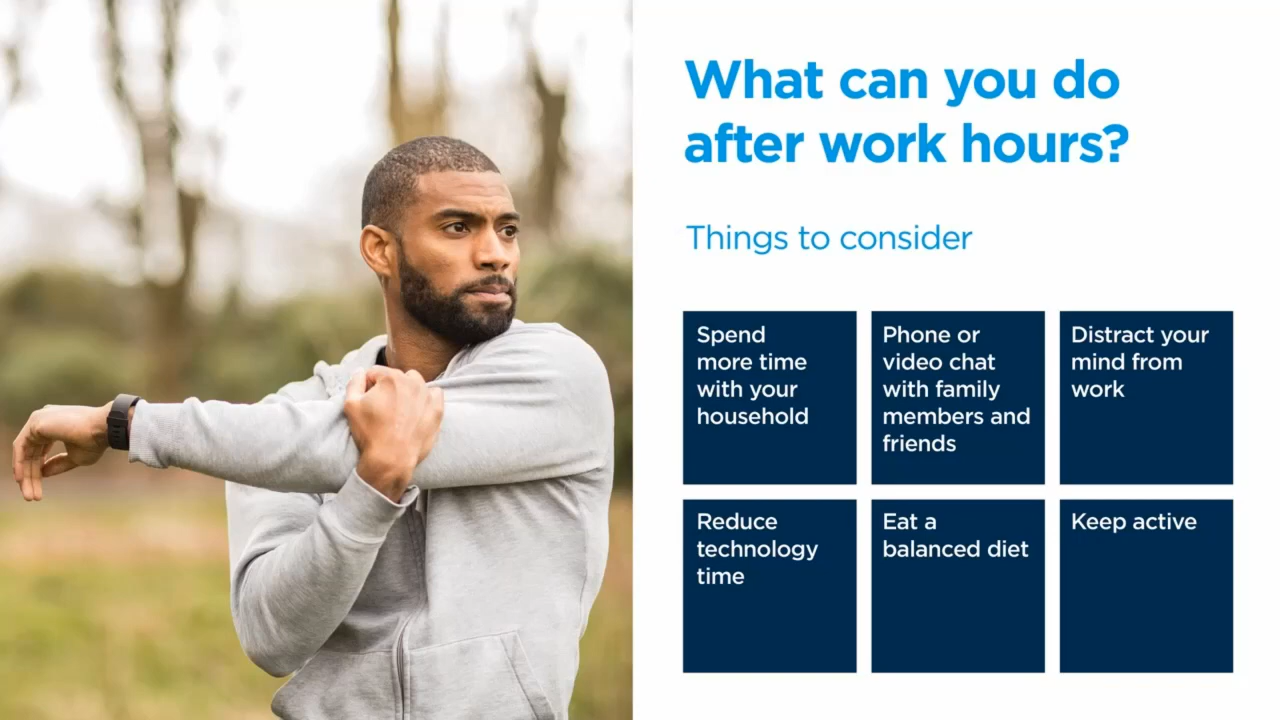 What can you do
after work hours?
Things to consider
Spend
more time
with your
household
Phone or
video chat
with family
members and
friends
Distract your
mind from
work
Reduce
technology
time
Eat a
balanced diet
Keep active